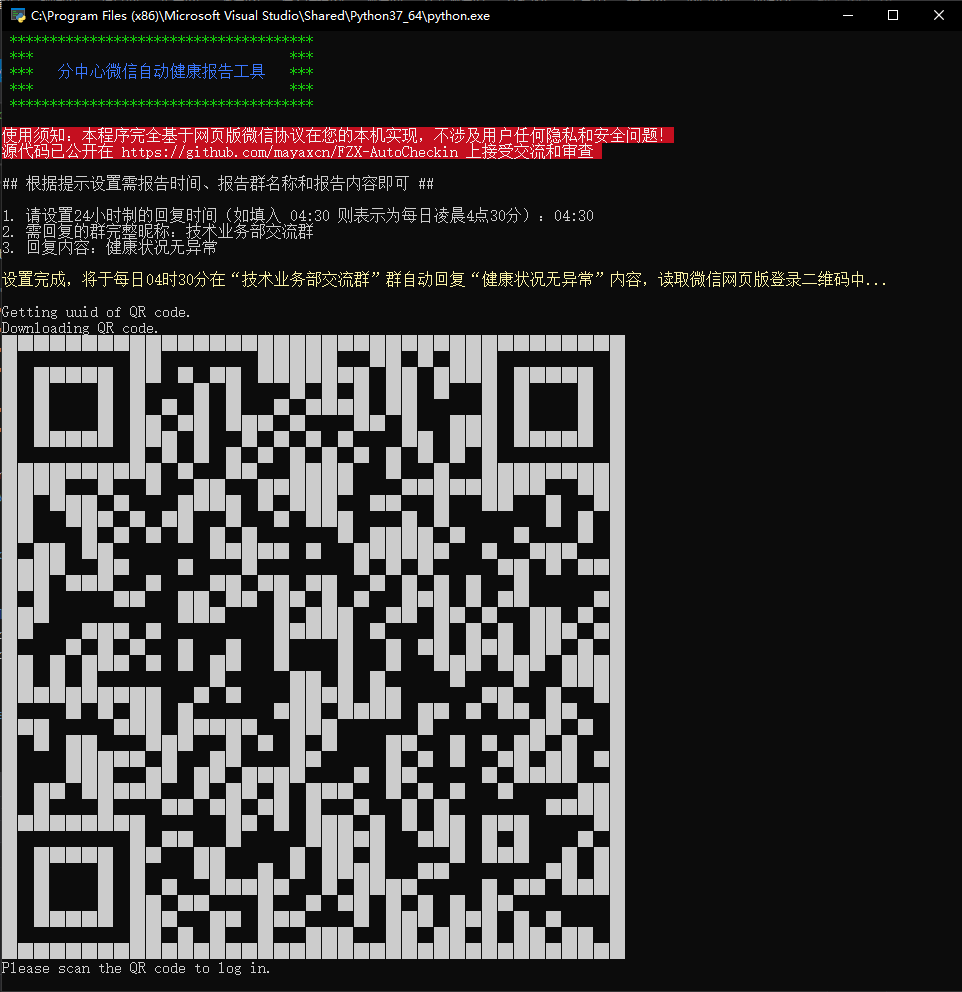 C:\Program Files (x86)\Microsoft Visual Studio\Shared\Python37_64\python.exe
**************************************
***                                ***
***   分中心微信自动健康报告工具   ***
***                                ***
**************************************
使用须知：本程序完全基于网页版微信协议在您的本机实现，不涉及用户任何隐私和安全问题！
源代码已公开在 https://github.com/mayaxcn/FZX-AutoCheckin 上接受交流和审查
## 根据提示设置需报告时间、报告群名称和报告内容即可 ##
1. 请设置24小时制的回复时间（如填入 04:30 则表示为每日凌晨4点30分）：04:30
2. 需回复的群完整昵称：技术业务部交流群
3. 回复内容：健康状况无异常
设置完成，将于每日04时30分在“技术业务部交流群”群自动回复“健康状况无异常”内容，读取微信网页版登录二维码中...
Getting uuid of QR code.
Downloading QR code.
Please scan the QR code to log in.